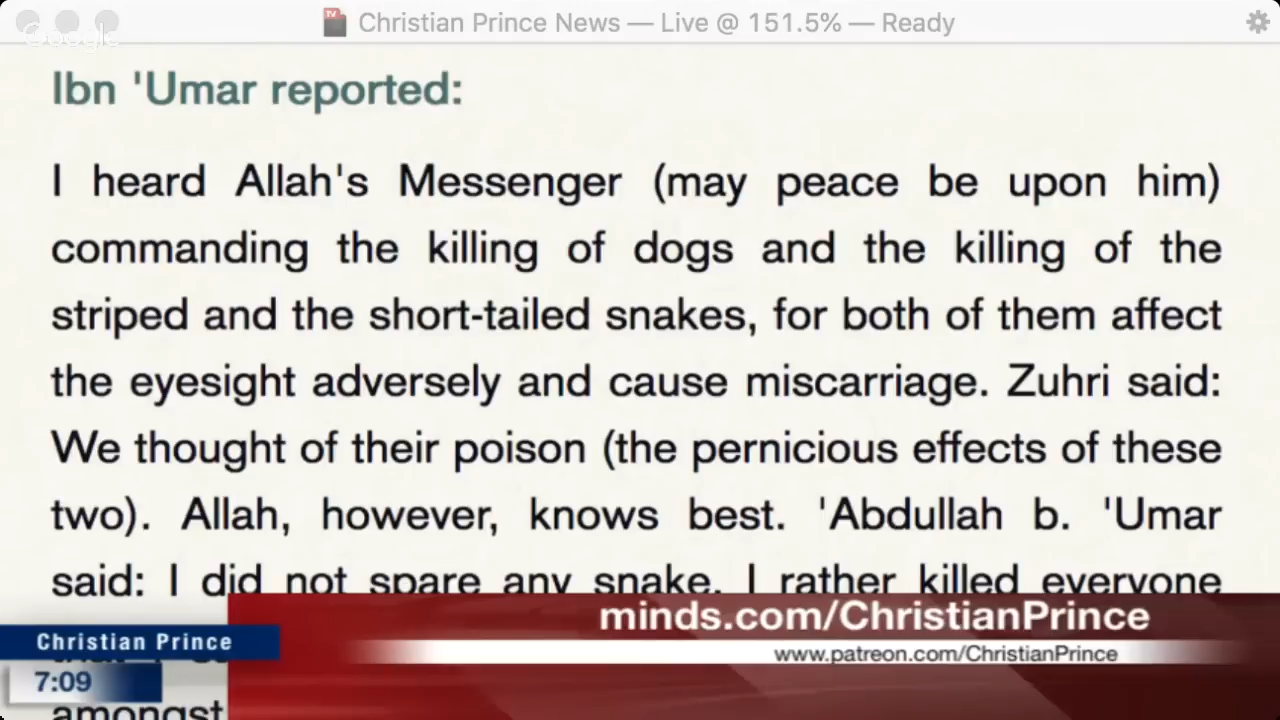 Christian Prince News — Live @ 151.5% — Ready
Google
Ibn 'Umar reported:
I heard Allah's Messenger (may peace be upon him)
commanding the killing of dogs and the killing of the
striped and the short-tailed snakes, for both of them affect
the eyesight adversely and cause miscarriage. Zuhri said:
We thought of their poison (the pernicious effects of these
two). Allah, however, knows best. 'Abdullah b. 'Umar
said: I did not spare any snake. I rather killed everyone
amongst
minds.com/ChristianPrince
www.patreon.com/ChristianPrince
Christian Prince
7:09